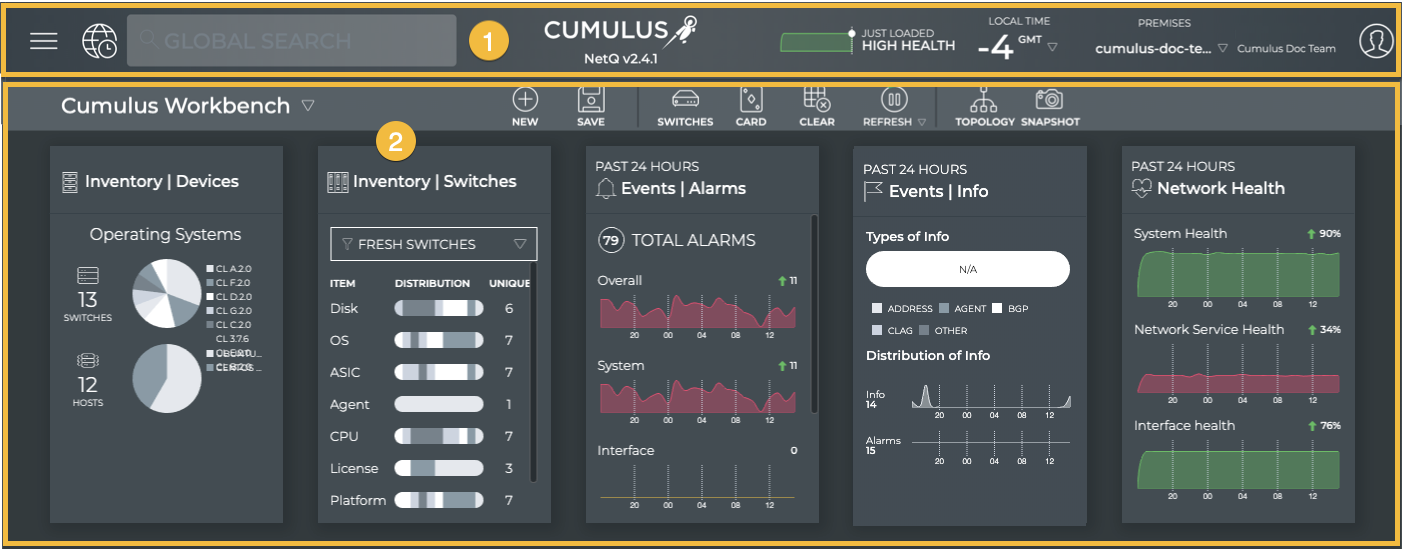 GLOBAL SEARCH
1
CUMULUS
NetQ v2.4.1
JUST LOADED
HIGH HEALTH
LOCAL TIME
-4 GMT
PREMISES
cumulus-doc-te... Cumulus Doc Team
Cumulus Workbench
NEW SAVE SWITCHES CARD CLEAR REFRESH TOPOLOGY SNAPSHOT
2
Inventory | Devices
Operating Systems
13
SWITCHES
CL A.2.0
CL F.2.0
CL D.2.0
CL G.2.0
CL C.2.0
CL 3.7.6
12
HOSTS
Inventory | Switches
FRESH SWITCHES
ITEM DISTRIBUTION UNIQUE
Disk 6
OS 7
ASIC 7
Agent 1
CPU 7
License 3
Platform 7
PAST 24 HOURS
Events | Alarms
79 TOTAL ALARMS
Overall 11
20 00 04 08 12
System 11
20 00 04 08 12
Interface 0
20 00 04 08 12
PAST 24 HOURS
Events | Info
Types of Info
N/A
ADDRESS AGENT BGP
CLAG OTHER
Distribution of Info
Info
14
20 00 04 08 12
Alarms
15
20 00 04 08 12
PAST 24 HOURS
Network Health
System Health 90%
20 00 04 08 12
Network Service Health 34%
20 00 04 08 12
Interface health 76%
20 00 04 08 12